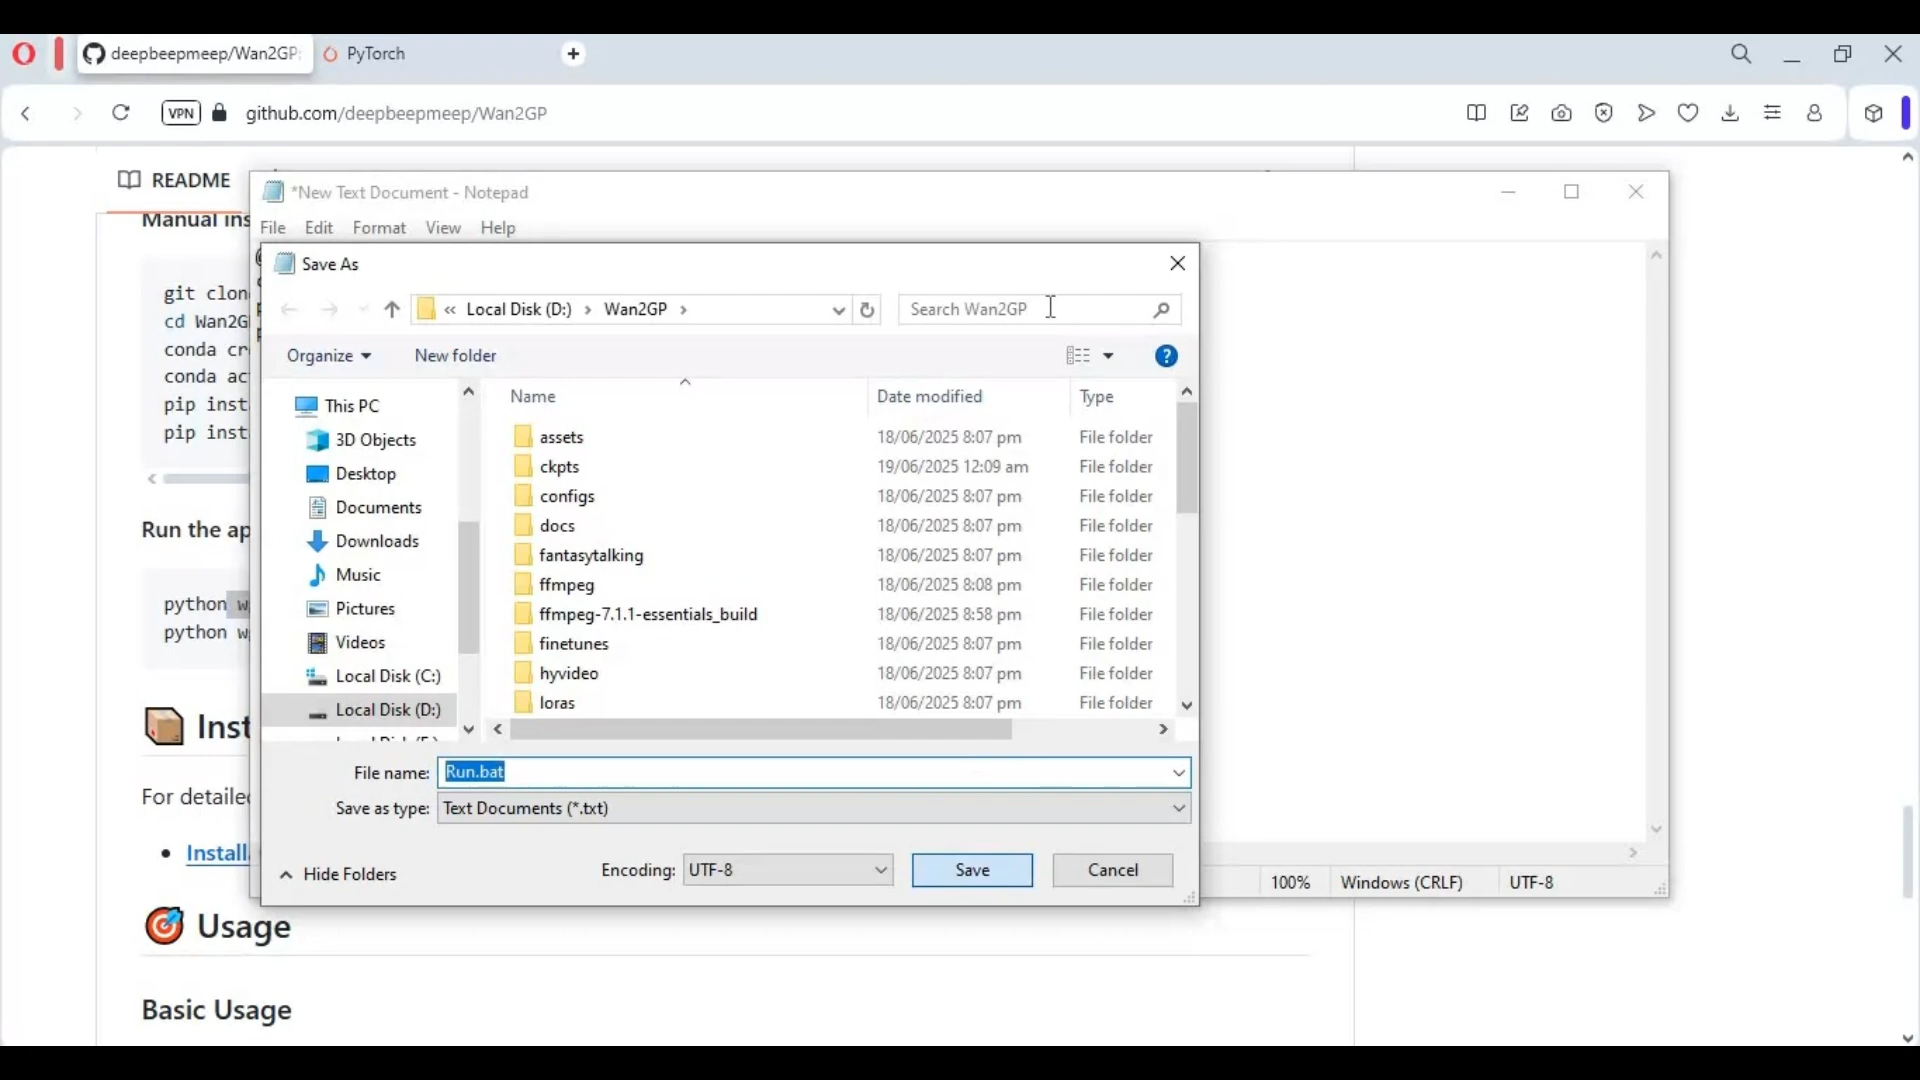 deepbeepmeep/Wan2GP:
PyTorch
VPN
github.com/deepbeepmeep/Wan2GP
README
Manual ins
git clon
cd Wan2G
conda cr
conda ac
pip inst
pip inst
Run the ap
python w
python w
Inst
For detailed
Install
Usage
Basic Usage
*New Text Document - Notepad
File Edit Format View Help
Save As
« Local Disk (D:) › Wan2GP ›
Search Wan2GP
Organize
New folder
This PC
3D Objects
Desktop
Documents
Downloads
Music
Pictures
Videos
Local Disk (C:)
Local Disk (D:)
Name Date modified Type
assets 18/06/2025 8:07 pm File folder
ckpts 19/06/2025 12:09 am File folder
configs 18/06/2025 8:07 pm File folder
docs 18/06/2025 8:07 pm File folder
fantasytalking 18/06/2025 8:07 pm File folder
ffmpeg 18/06/2025 8:08 pm File folder
ffmpeg-7.1.1-essentials_build 18/06/2025 8:58 pm File folder
finetunes 18/06/2025 8:07 pm File folder
hyvideo 18/06/2025 8:07 pm File folder
loras 18/06/2025 8:07 pm File folder
File name: Run.bat
Save as type: Text Documents (*.txt)
Hide Folders
Encoding: UTF-8
Save
Cancel
100%
Windows (CRLF)
UTF-8